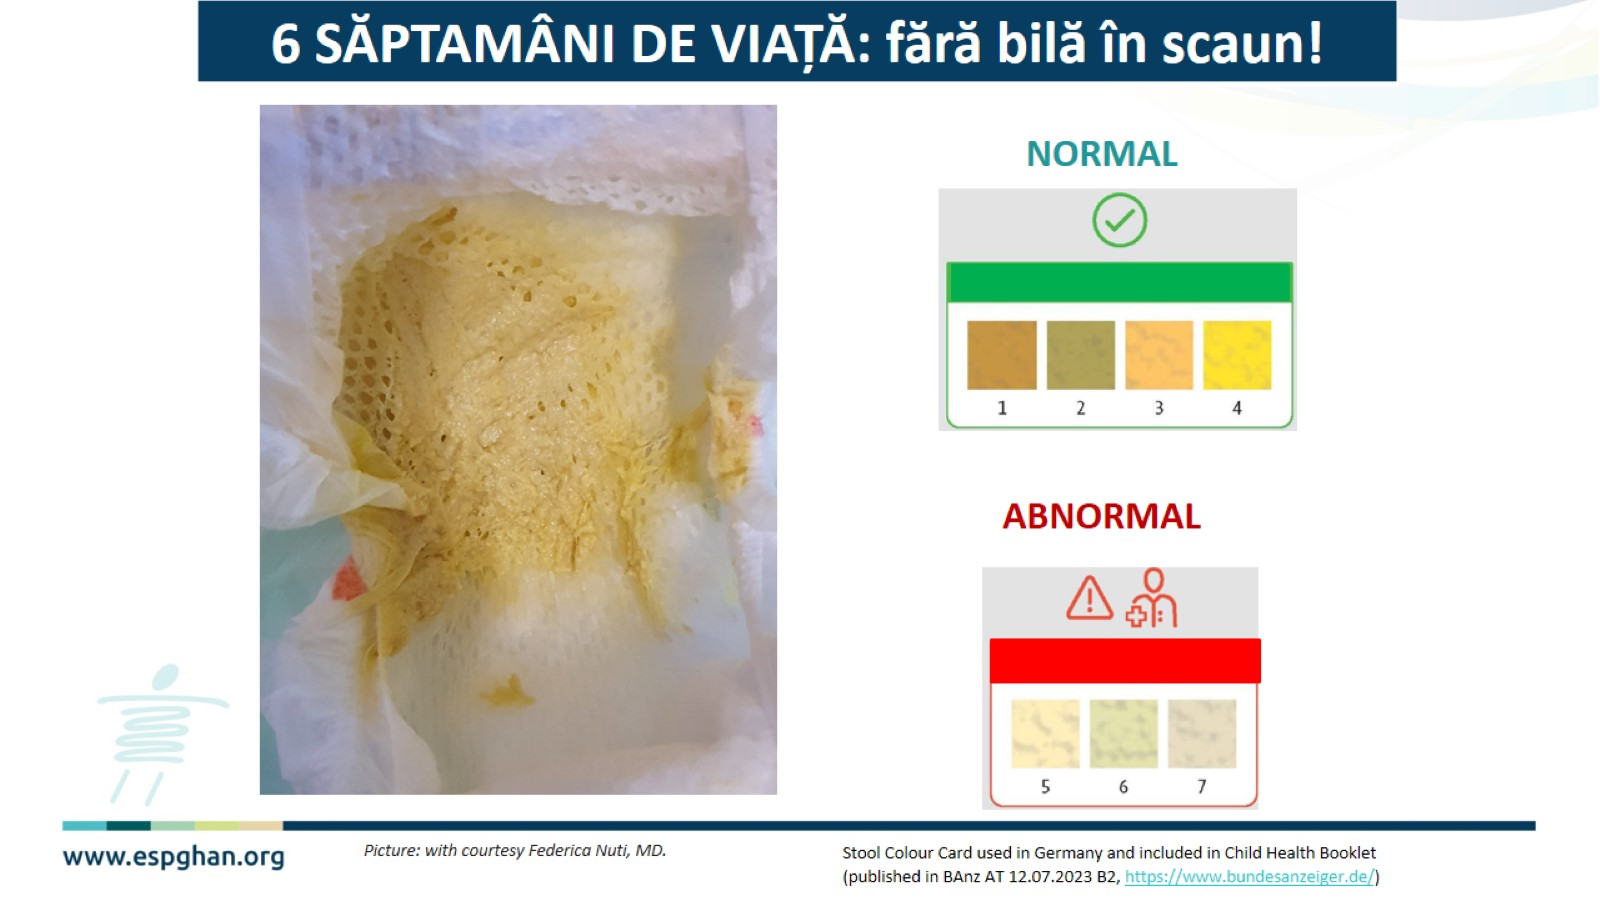 6 SĂPTAMÂNI DE VIAȚĂ: fără bilă în scaun!
NORMAL
1 2 3 4
ABNORMAL
5 6 7
www.espghan.org
Picture: with courtesy Federica Nuti, MD.
Stool Colour Card used in Germany and included in Child Health Booklet
(published in BAnz AT 12.07.2023 B2, https://www.bundesanzeiger.de/)